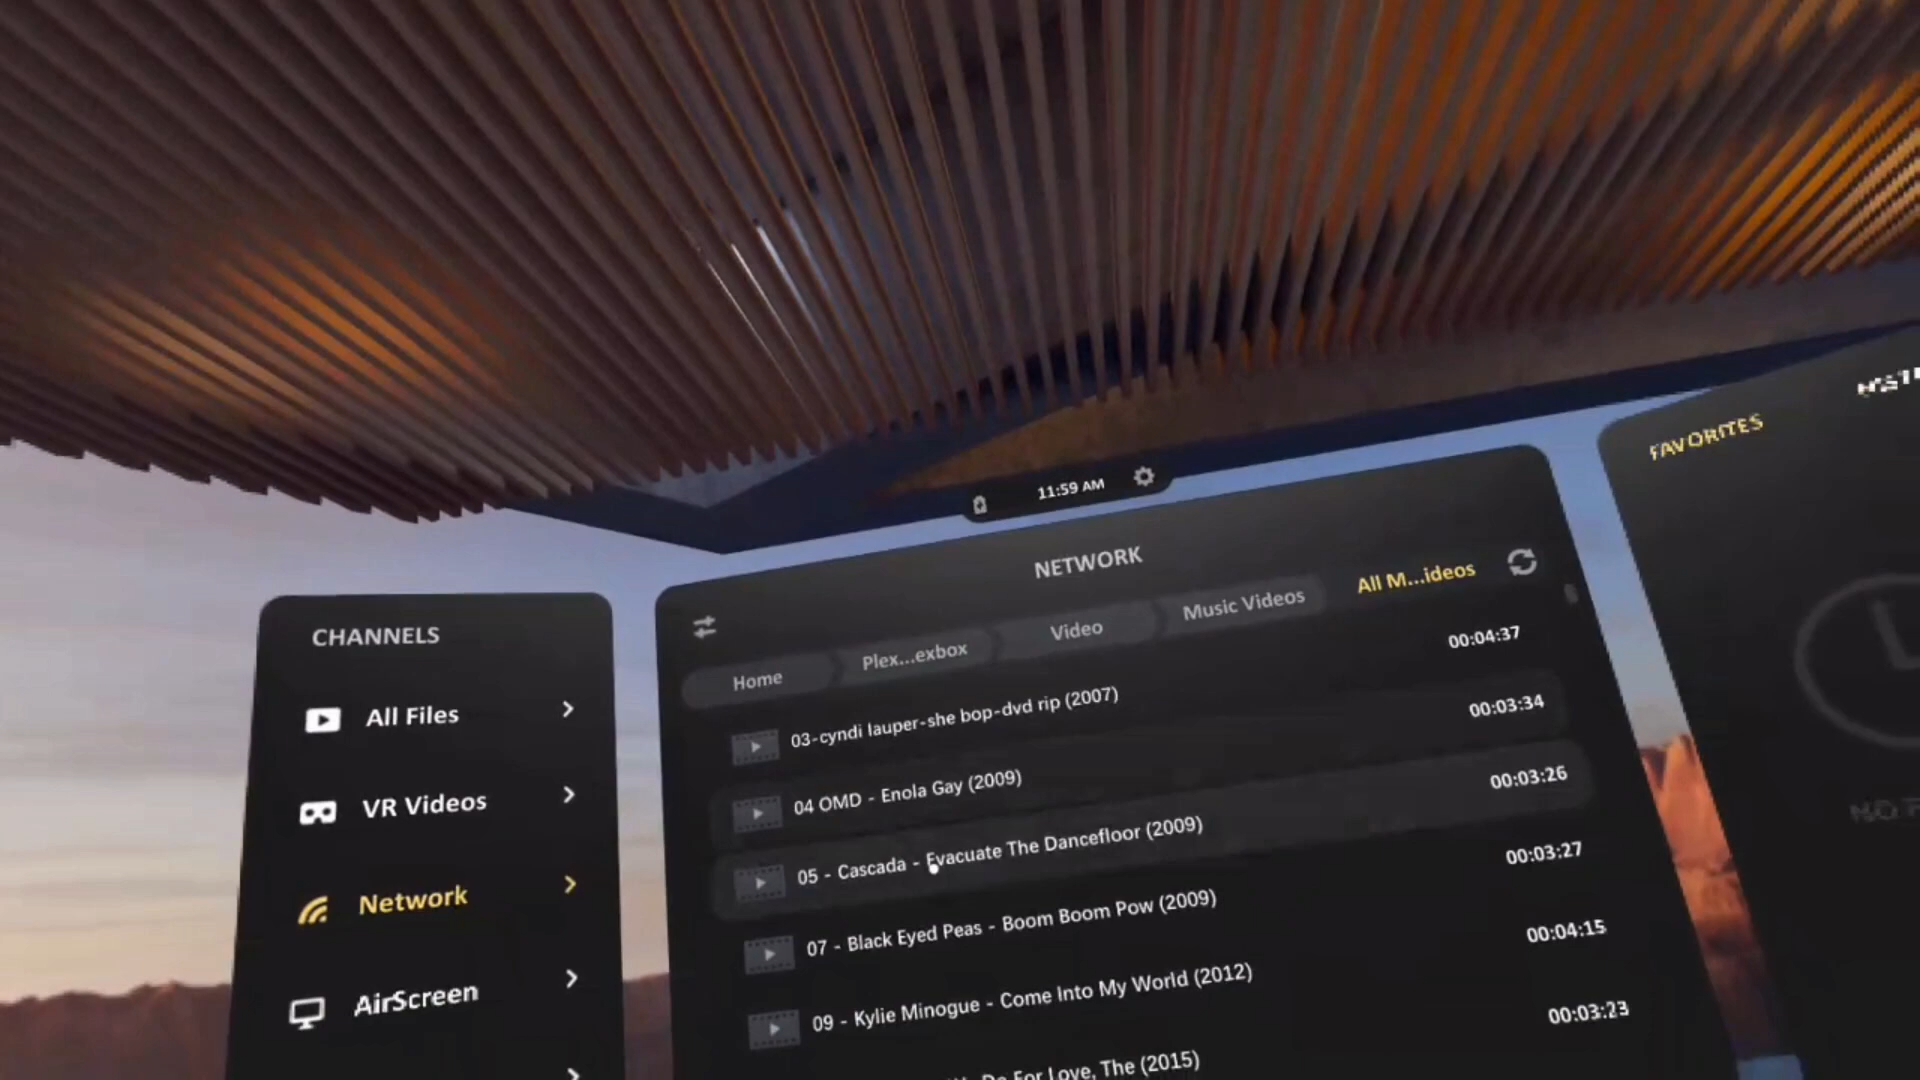 11:59 AM
FAVORITES
CHANNELS
All Files
VR Videos
Network
AirScreen
NETWORK
Home
Plex...exbox
Video
Music Videos
All M...ideos
03-cyndi lauper-she bop-dvd rip (2007) 00:04:37
04 OMD - Enola Gay (2009) 00:03:34
05 - Cascada - Evacuate The Dancefloor (2009) 00:03:26
07 - Black Eyed Peas - Boom Boom Pow (2009) 00:03:27
09 - Kylie Minogue - Come Into My World (2012) 00:04:15
Do For Love, The (2015) 00:03:23
NO